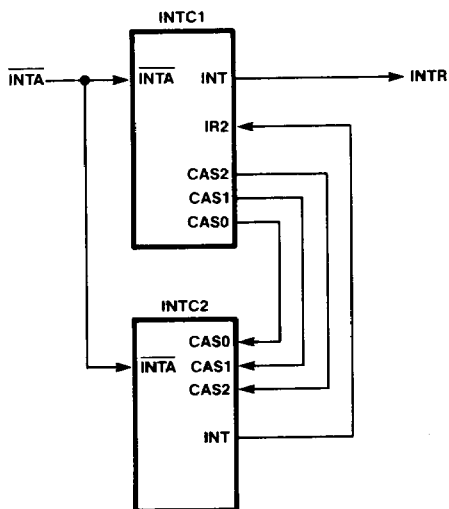 INTC1
INTA INTA INT INTR
IR2
CAS2
CAS1
CAS0
INTC2
CAS0
INTA CAS1
CAS2
INT